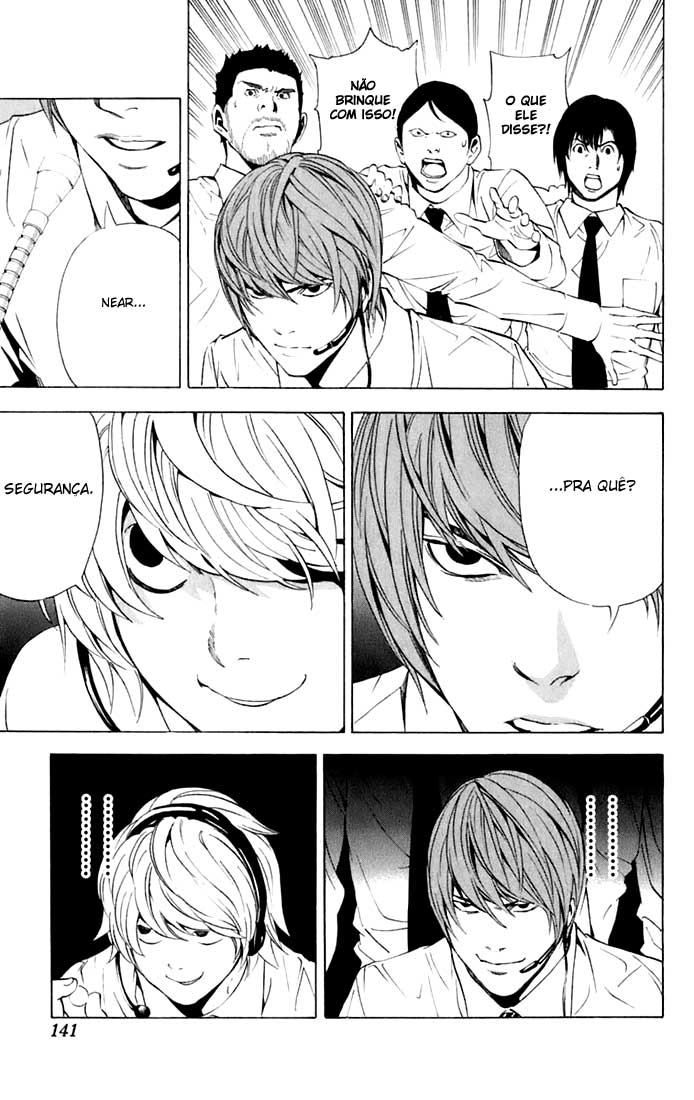 O QUE
ELE
DISSE?!
NÃO
BRINQUE
COM ISSO!
NEAR...
...PRA QUÊ?
SEGURANÇA.
141